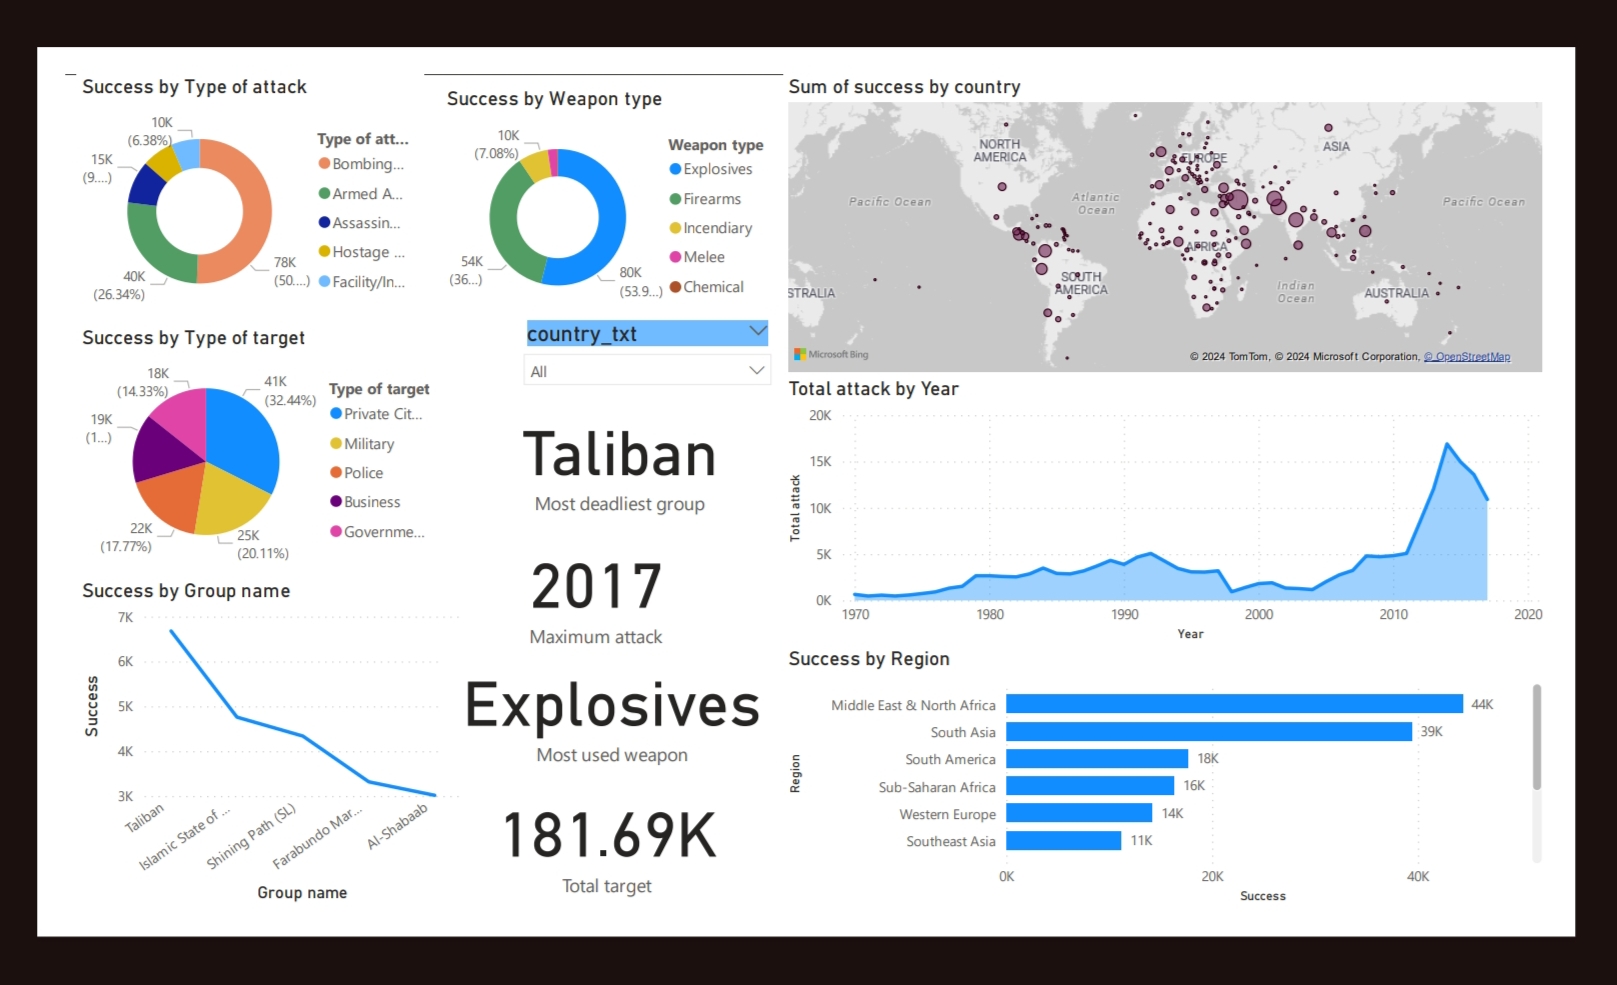 Success by Type of attack
10K
(6.38%)
15K
(9....)
40K
(26.34%)
78K
(50....)
Type of att...
Bombing...
Armed A...
Assassin...
Hostage ...
Facility/In...
Success by Weapon type
10K
(7.08%)
54K
(36...)
80K
(53.9...)
Weapon type
Explosives
Firearms
Incendiary
Melee
Chemical
Sum of success by country
NORTH
AMERICA
EUROPE
ASIA
Pacific Ocean
Atlantic
Ocean
Pacific Ocean
AFRICA
SOUTH
AMERICA
Indian
Ocean
STRALIA
AUSTRALIA
Microsoft Bing
© 2024 TomTom, © 2024 Microsoft Corporation, © OpenStreetMap
Success by Type of target
18K
(14.33%)
41K
(32.44%)
19K
(1...)
22K
(17.77%)
25K
(20.11%)
Type of target
Private Cit...
Military
Police
Business
Governme...
country_txt
All
Taliban
Most deadliest group
2017
Maximum attack
Explosives
Most used weapon
181.69K
Total target
Total attack by Year
Total attack
20K
15K
10K
5K
0K
1970
1980
1990
2000
2010
2020
Year
Success by Group name
Success
7K
6K
5K
4K
3K
Taliban
Islamic State of ...
Shining Path (SL)
Farabundo Mar...
Al-Shabaab
Group name
Success by Region
Region
Middle East & North Africa
44K
South Asia
39K
South America
18K
Sub-Saharan Africa
16K
Western Europe
14K
Southeast Asia
11K
0K
20K
40K
Success